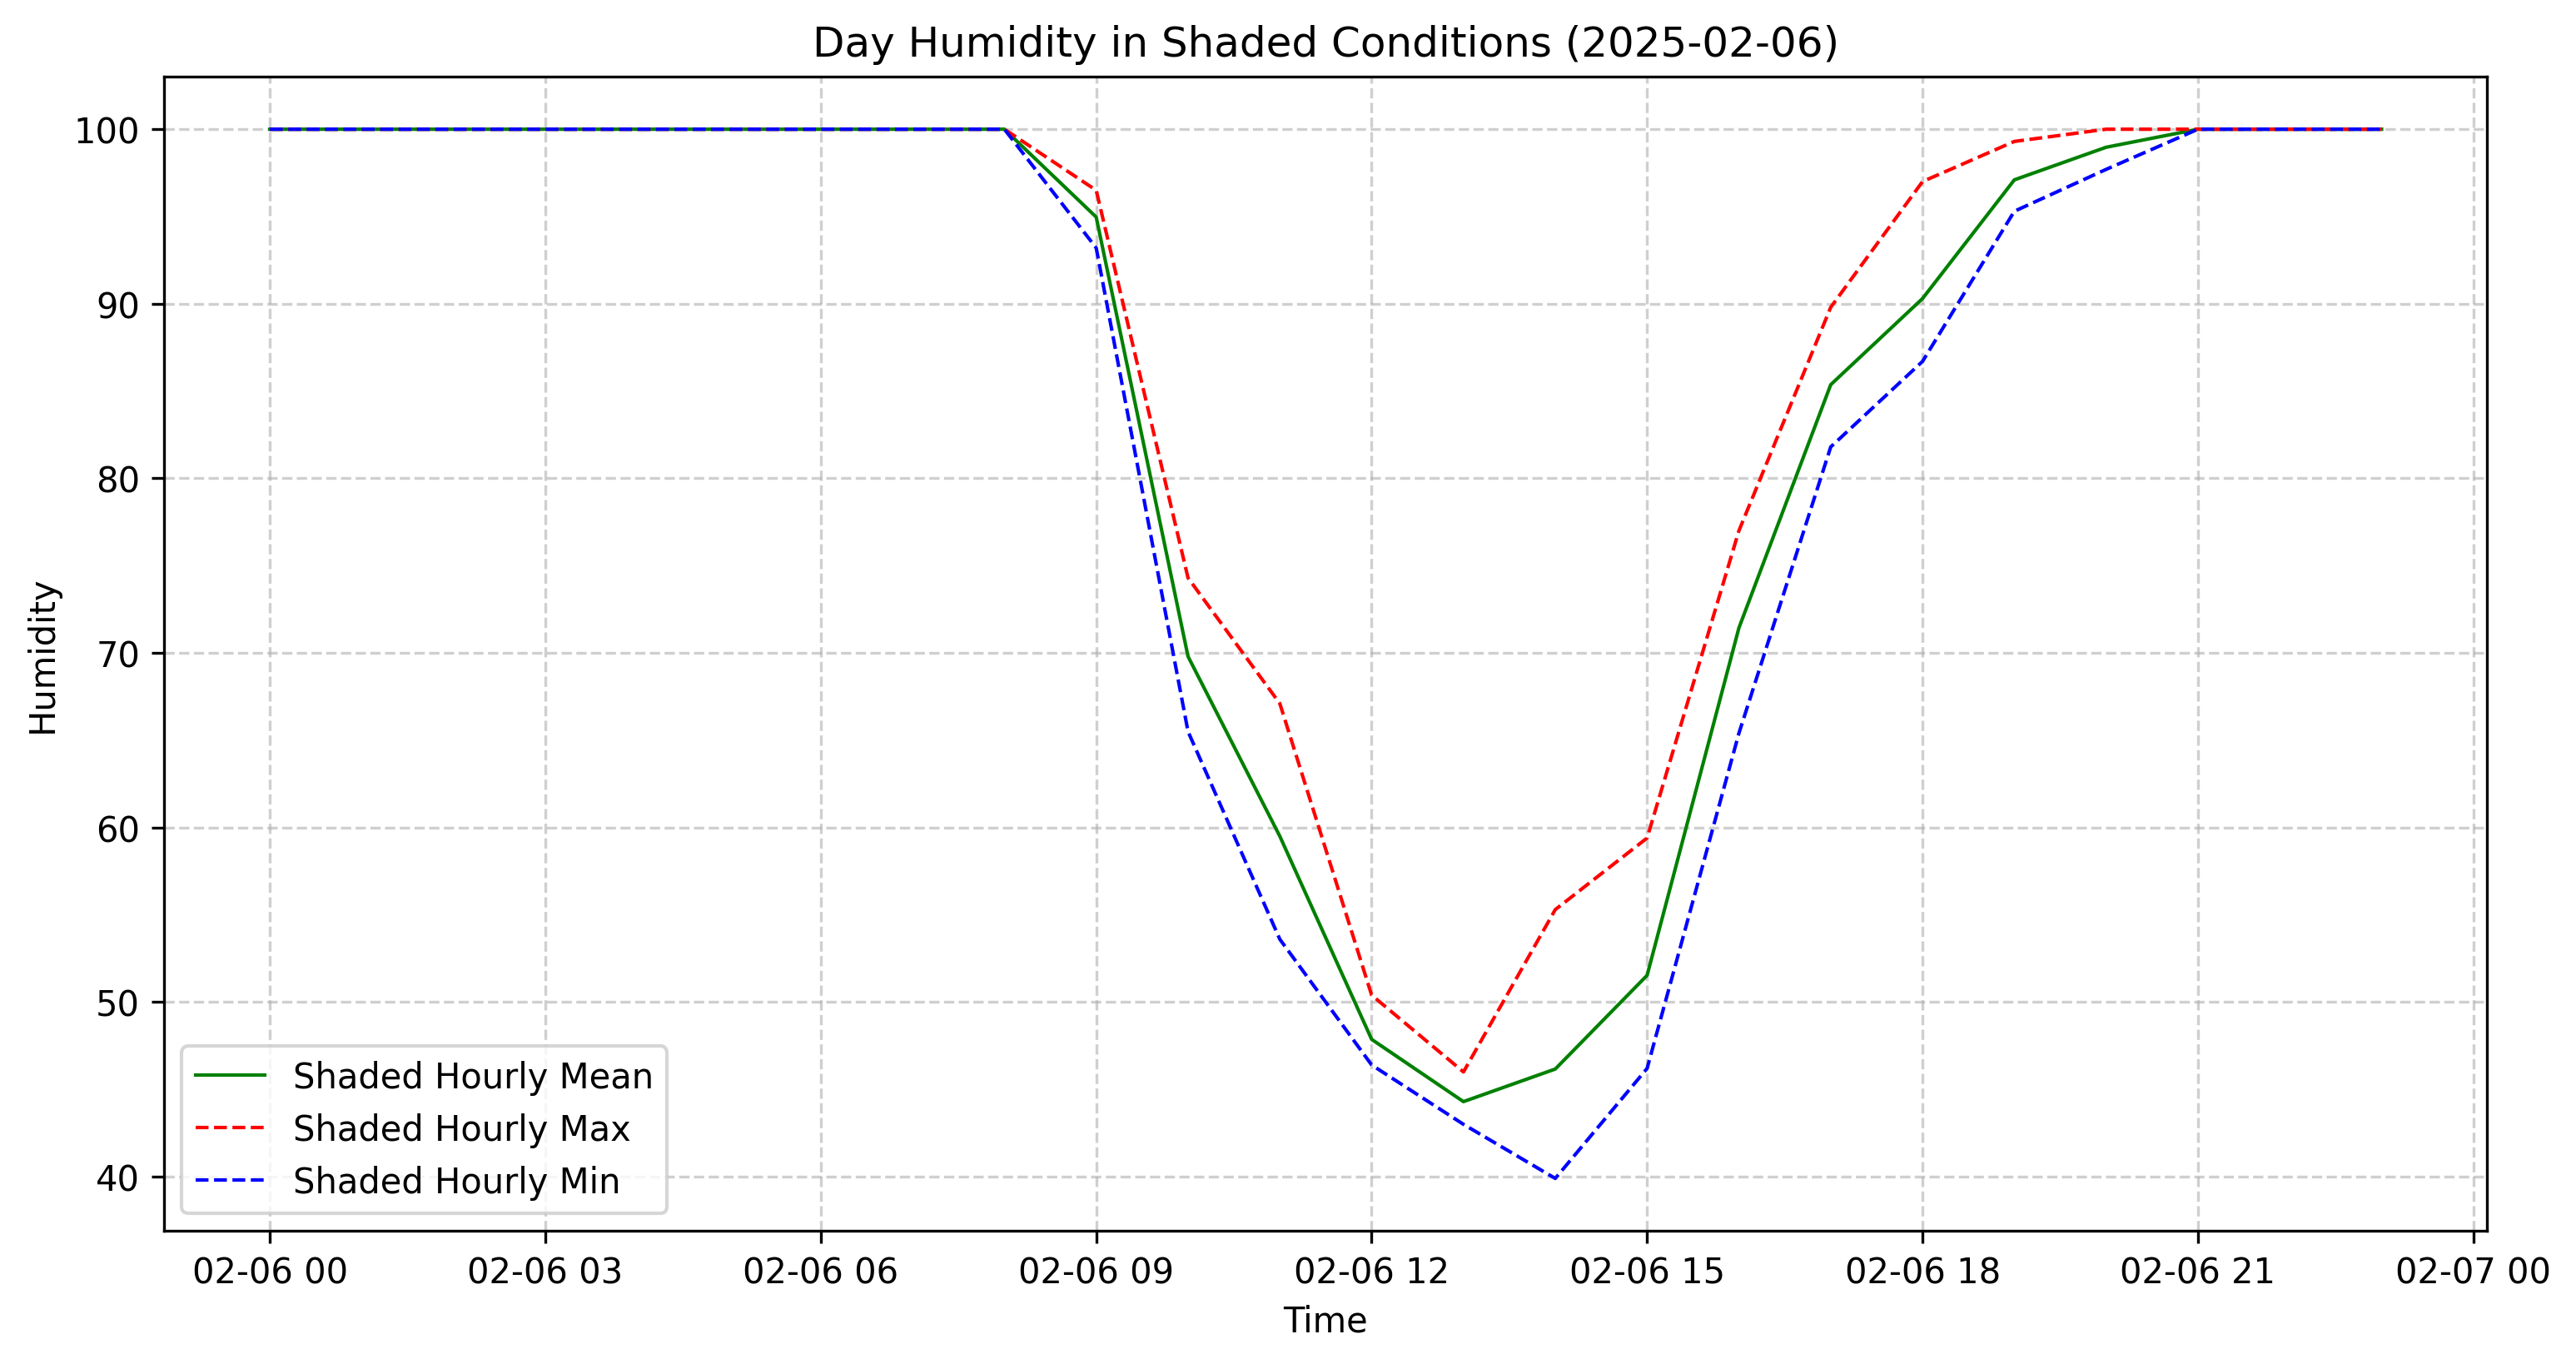 Day Humidity in Shaded Conditions (2025-02-06)
100
90
80
70
60
50
40
Humidity
Shaded Hourly Mean
Shaded Hourly Max
Shaded Hourly Min
02-06 00 02-06 03 02-06 06 02-06 09 02-06 12 02-06 15 02-06 18 02-06 21 02-07 00
Time